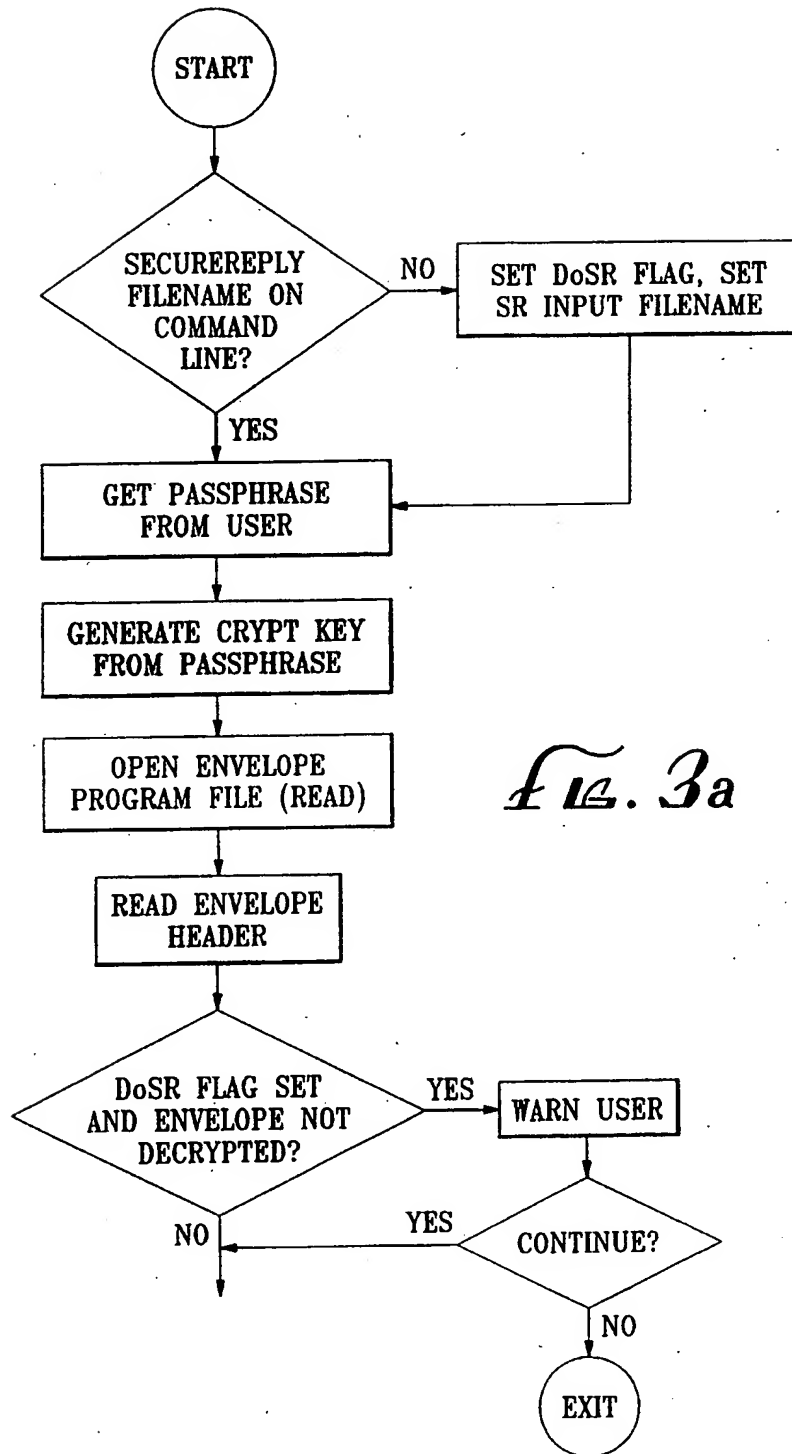 START
SECUREREPLY
FILENAME ON
COMMAND
LINE?
NO
SET DoSR FLAG, SET
SR INPUT FILENAME
YES
GET PASSPHRASE
FROM USER
GENERATE CRYPT KEY
FROM PASSPHRASE
OPEN ENVELOPE
PROGRAM FILE (READ)
FIG. 3a
READ ENVELOPE
HEADER
DoSR FLAG SET
AND ENVELOPE NOT
DECRYPTED?
YES
WARN USER
NO
YES
CONTINUE?
NO
EXIT